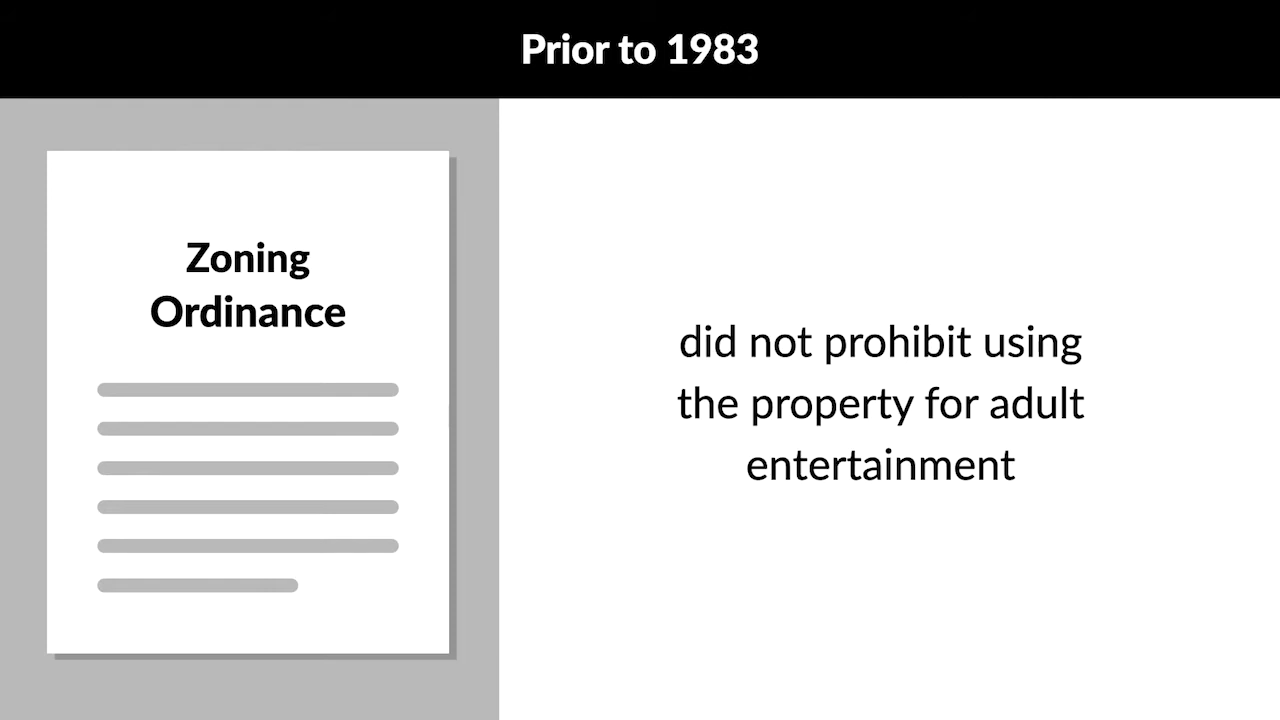 Prior to 1983
Zoning
Ordinance
did not prohibit using
the property for adult
entertainment